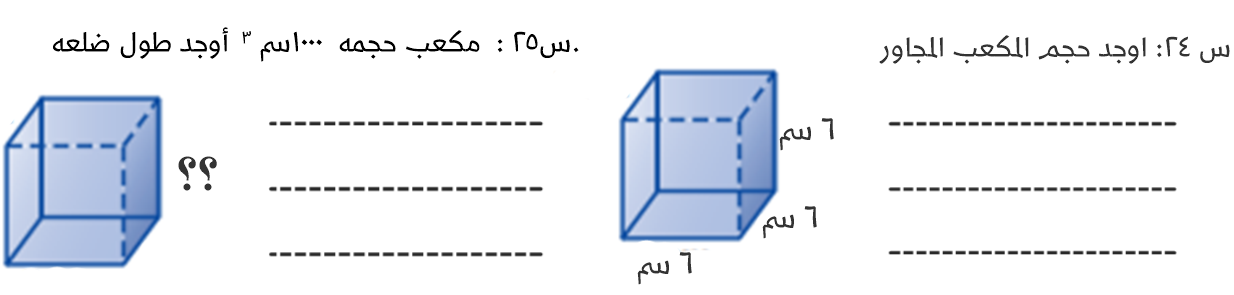 س ٢٤: اوجد حجم المكعب المجاور
٦ سم
٦ سم
٦ سم
س٢٥ : مكعب حجمه ١٠٠٠سم ٣ أوجد طول ضلعه.
؟؟